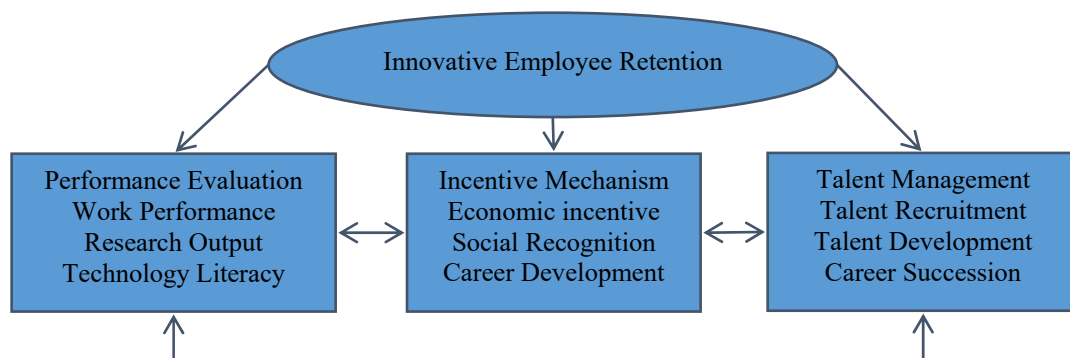 Innovative Employee Retention
Performance Evaluation
Work Performance
Research Output
Technology Literacy
Incentive Mechanism
Economic incentive
Social Recognition
Career Development
Talent Management
Talent Recruitment
Talent Development
Career Succession